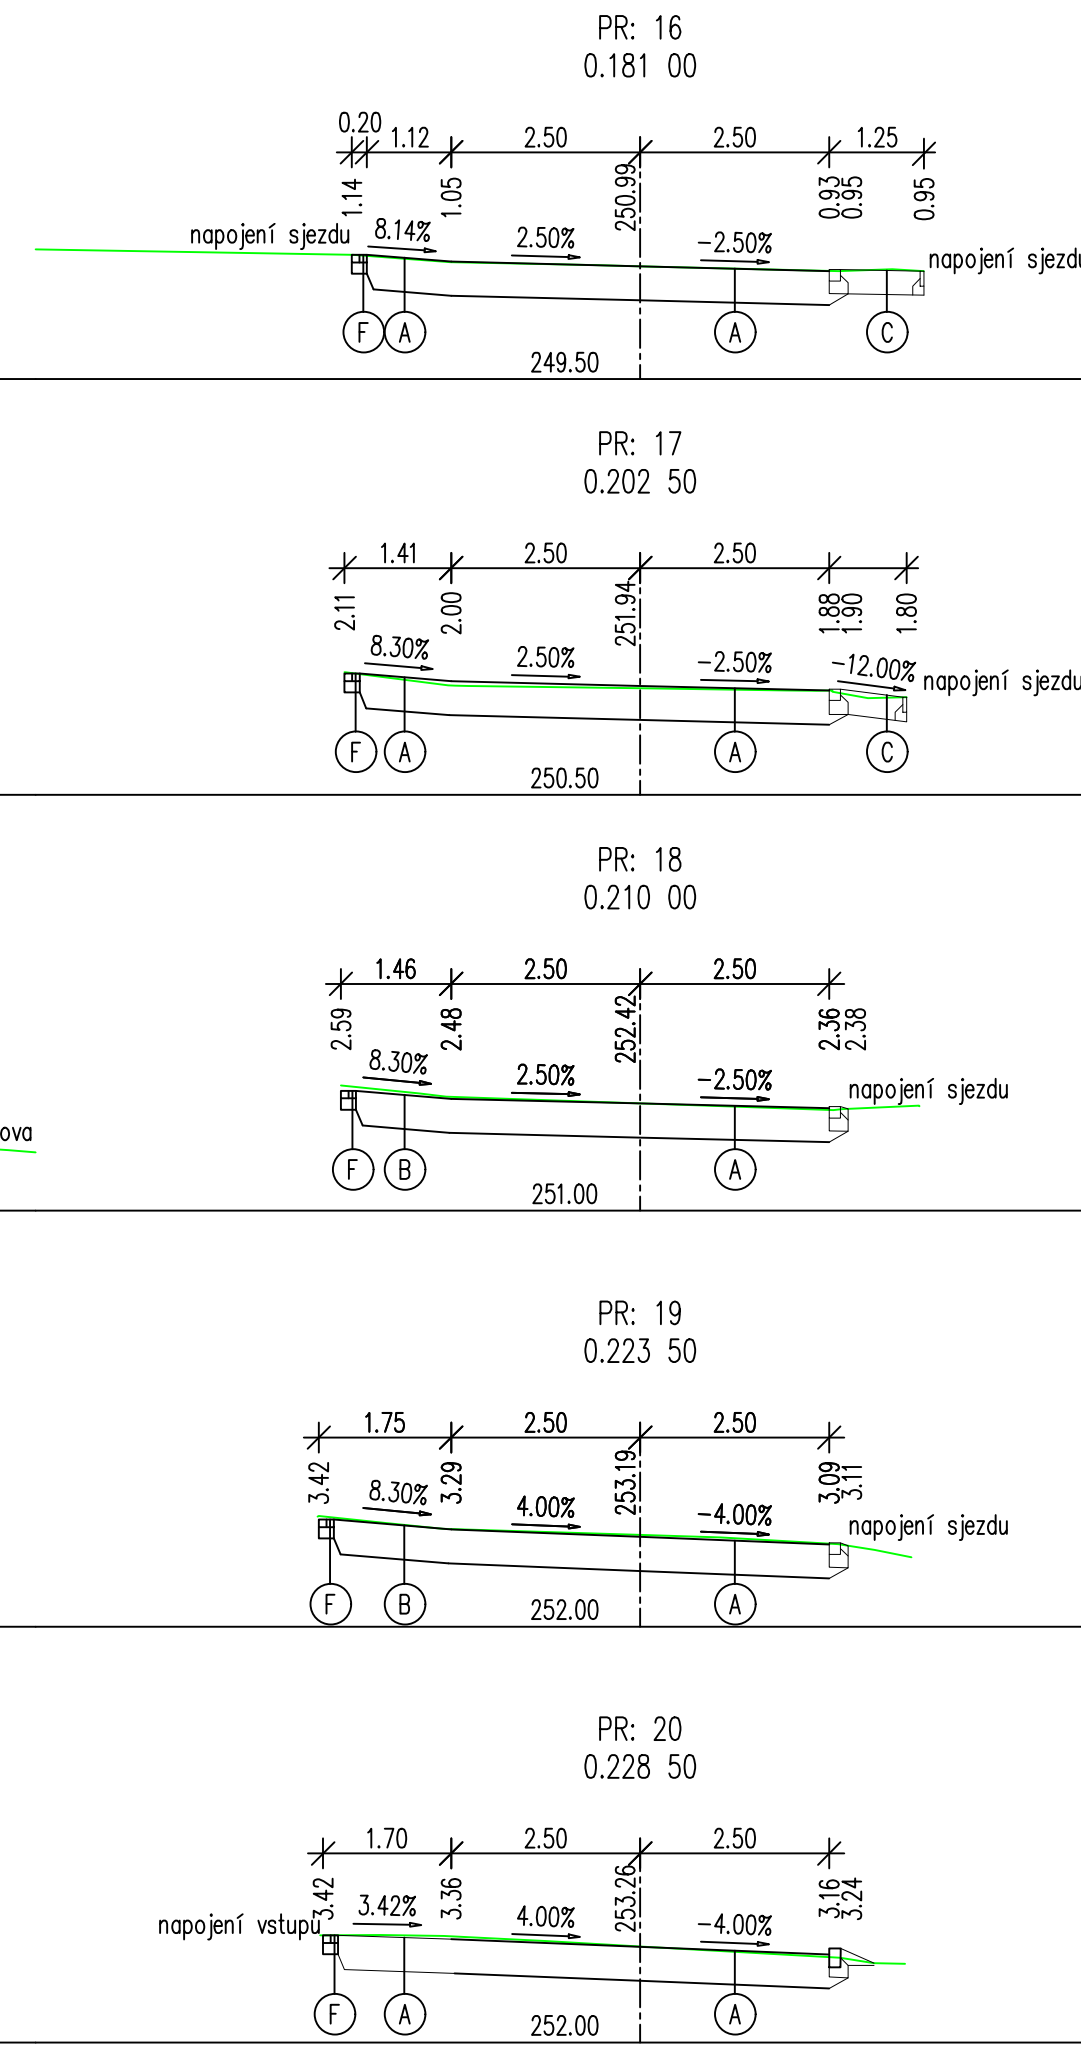 PR: 16
0.181 00
0.20
1.12
2.50
2.50
1.25
1.14
1.05
250.99
0.93
0.95
0.95
napojení sjezdu
8.14%
2.50%
-2.50%
napojení sjezdu
F
A
A
C
249.50
PR: 17
0.202 50
1.41
2.50
2.50
2.11
2.00
251.94
1.88
1.90
1.80
8.30%
2.50%
-2.50%
-12.00%
napojení sjezdu
F
A
A
C
250.50
PR: 18
0.210 00
1.46
2.50
2.50
2.59
2.48
252.42
2.36
2.38
8.30%
2.50%
-2.50%
napojení sjezdu
ova
F
B
A
251.00
PR: 19
0.223 50
1.75
2.50
2.50
3.42
3.29
253.19
3.09
3.11
8.30%
4.00%
-4.00%
napojení sjezdu
F
B
A
252.00
PR: 20
0.228 50
1.70
2.50
2.50
3.42
3.36
253.26
3.16
3.24
napojení vstupu
3.42%
4.00%
-4.00%
F
A
A
252.00